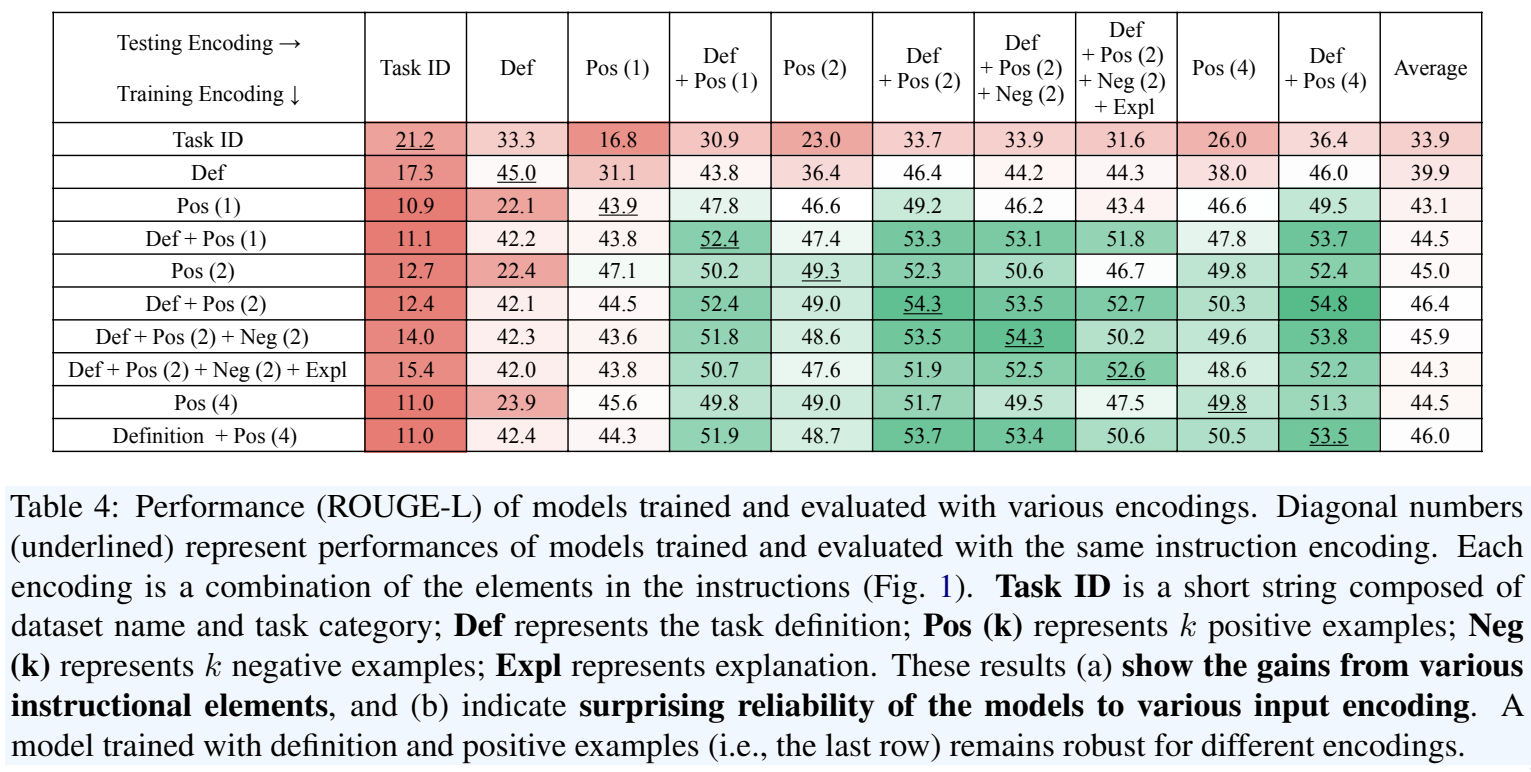 Testing Encoding →
Training Encoding ↓
Task ID
Def
Pos (1)
Def
+ Pos (1)
Pos (2)
Def
+ Pos (2)
Def
+ Pos (2)
+ Neg (2)
Def
+ Pos (2)
+ Neg (2)
+ Expl
Pos (4)
Def
+ Pos (4)
Average
Task ID 21.2 33.3 16.8 30.9 23.0 33.7 33.9 31.6 26.0 36.4 33.9
Def 17.3 45.0 31.1 43.8 36.4 46.4 44.2 44.3 38.0 46.0 39.9
Pos (1) 10.9 22.1 43.9 47.8 46.6 49.2 46.2 43.4 46.6 49.5 43.1
Def + Pos (1) 11.1 42.2 43.8 52.4 47.4 53.3 53.1 51.8 47.8 53.7 44.5
Pos (2) 12.7 22.4 47.1 50.2 49.3 52.3 50.6 46.7 49.8 52.4 45.0
Def + Pos (2) 12.4 42.1 44.5 52.4 49.0 54.3 53.5 52.7 50.3 54.8 46.4
Def + Pos (2) + Neg (2) 14.0 42.3 43.6 51.8 48.6 53.5 54.3 50.2 49.6 53.8 45.9
Def + Pos (2) + Neg (2) + Expl 15.4 42.0 43.8 50.7 47.6 51.9 52.5 52.6 48.6 52.2 44.3
Pos (4) 11.0 23.9 45.6 49.8 49.0 51.7 49.5 47.5 49.8 51.3 44.5
Definition + Pos (4) 11.0 42.4 44.3 51.9 48.7 53.7 53.4 50.6 50.5 53.5 46.0
Table 4: Performance (ROUGE-L) of models trained and evaluated with various encodings. Diagonal numbers
(underlined) represent performances of models trained and evaluated with the same instruction encoding. Each
encoding is a combination of the elements in the instructions (Fig. 1). Task ID is a short string composed of
dataset name and task category; Def represents the task definition; Pos (k) represents k positive examples; Neg
(k) represents k negative examples; Expl represents explanation. These results (a) show the gains from various
instructional elements, and (b) indicate surprising reliability of the models to various input encoding. A
model trained with definition and positive examples (i.e., the last row) remains robust for different encodings.